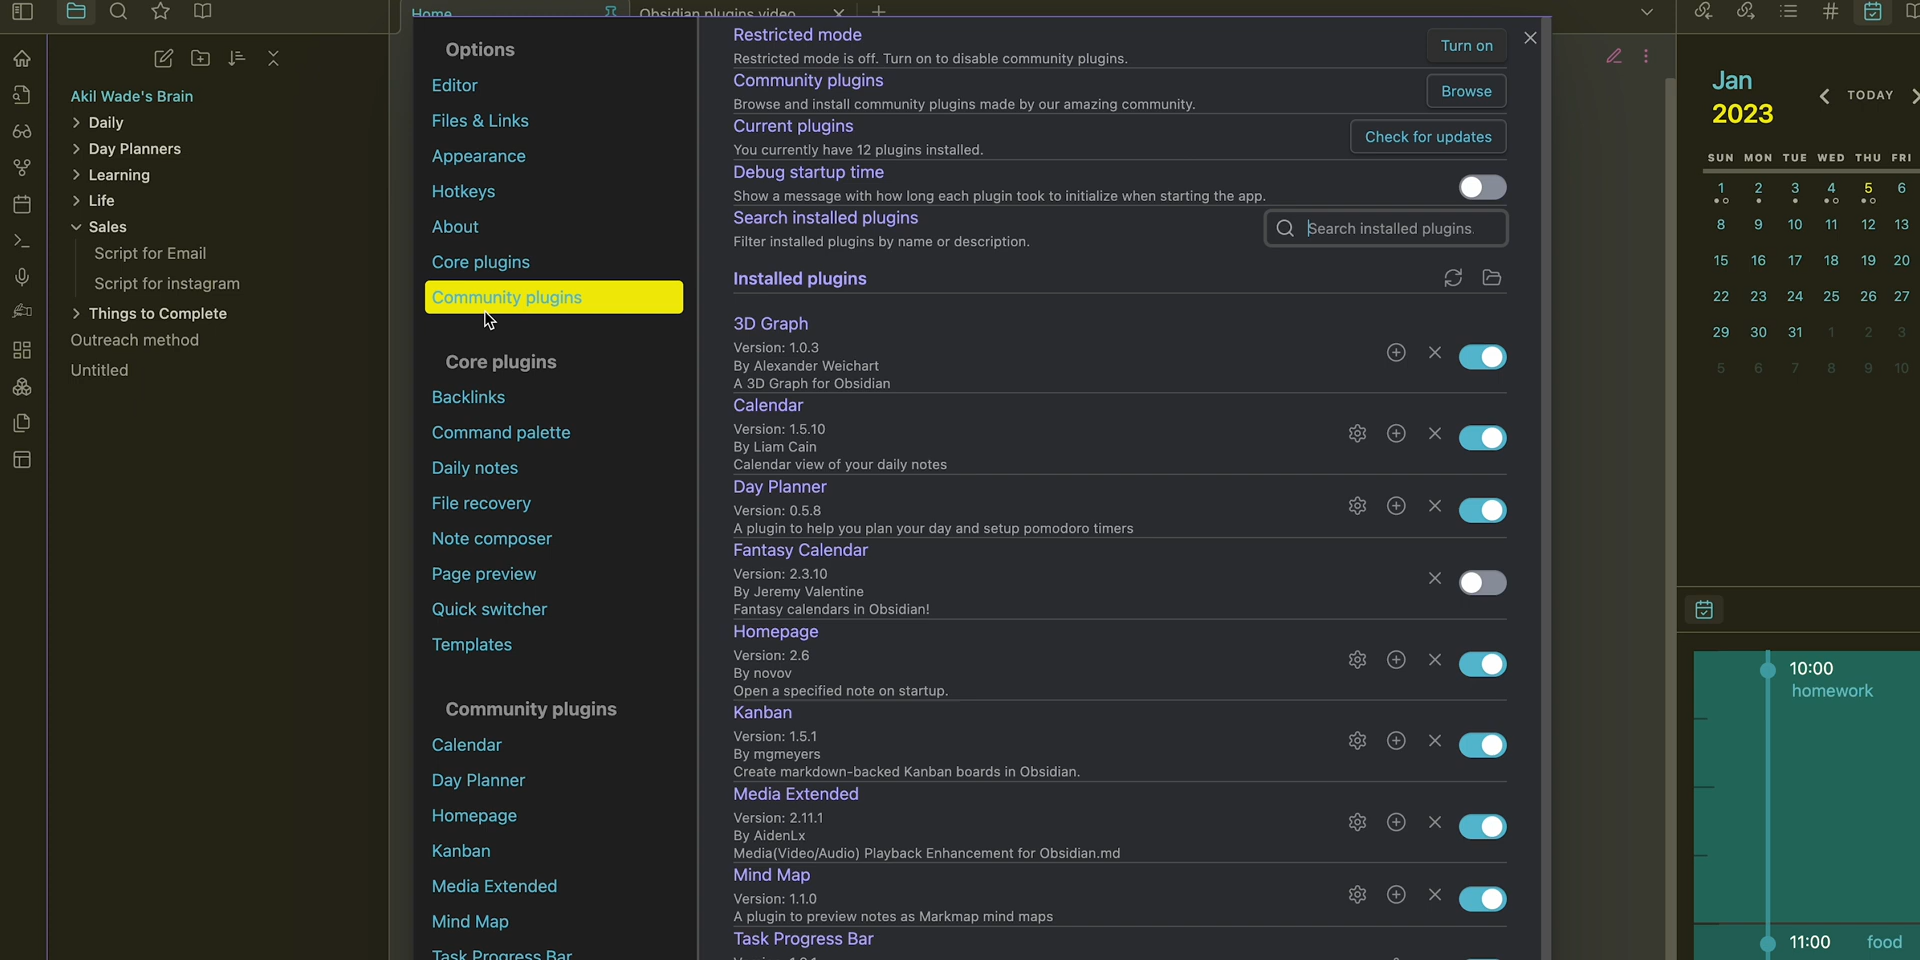 Home
Obsidian plugins video
Akil Wade's Brain
Daily
Day Planners
Learning
Life
Sales
Script for Email
Script for instagram
Things to Complete
Outreach method
Untitled
Options
Editor
Files & Links
Appearance
Hotkeys
About
Core plugins
Community plugins
Core plugins
Backlinks
Command palette
Daily notes
File recovery
Note composer
Page preview
Quick switcher
Templates
Community plugins
Calendar
Day Planner
Homepage
Kanban
Media Extended
Mind Map
Task Progress Bar
Restricted mode
Restricted mode is off. Turn on to disable community plugins.
Turn on
Community plugins
Browse and install community plugins made by our amazing community.
Browse
Current plugins
You currently have 12 plugins installed.
Check for updates
Debug startup time
Show a message with how long each plugin took to initialize when starting the app.
Search installed plugins
Filter installed plugins by name or description.
Search installed plugins.
Installed plugins
3D Graph
Version: 1.0.3
By Alexander Weichart
A 3D Graph for Obsidian
Calendar
Version: 1.5.10
By Liam Cain
Calendar view of your daily notes
Day Planner
Version: 0.5.8
A plugin to help you plan your day and setup pomodoro timers
Fantasy Calendar
Version: 2.3.10
By Jeremy Valentine
Fantasy calendars in Obsidian!
Homepage
Version: 2.6
By novov
Open a specified note on startup.
Kanban
Version: 1.5.1
By mgmeyers
Create markdown-backed Kanban boards in Obsidian.
Media Extended
Version: 2.11.1
By AidenLx
Media(Video/Audio) Playback Enhancement for Obsidian.md
Mind Map
Version: 1.1.0
A plugin to preview notes as Markmap mind maps
Task Progress Bar
Jan
2023
TODAY
SUN MON TUE WED THU FRI
1 2 3 4 5 6
8 9 10 11 12 13
15 16 17 18 19 20
22 23 24 25 26 27
29 30 31 1 2 3
5 6 7 8 9 10
10:00
homework
11:00 food